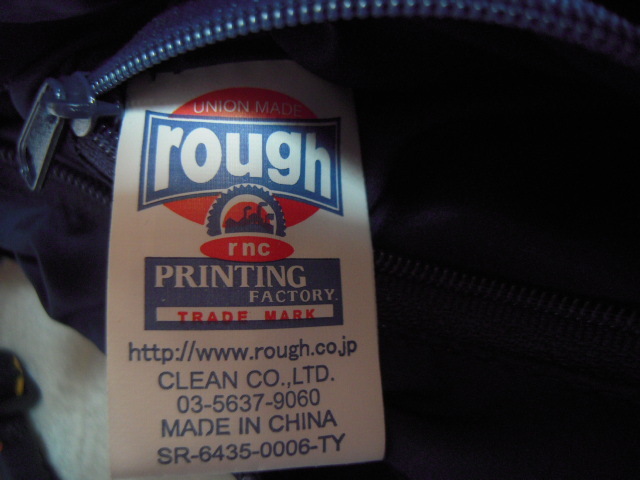 UNION MADE
rough
rnc
PRINTING
FACTORY.
TRADE MARK
http://www.rough.co.jp
CLEAN CO.,LTD.
03-5637-9060
MADE IN CHINA
SR-6435-0006-TY